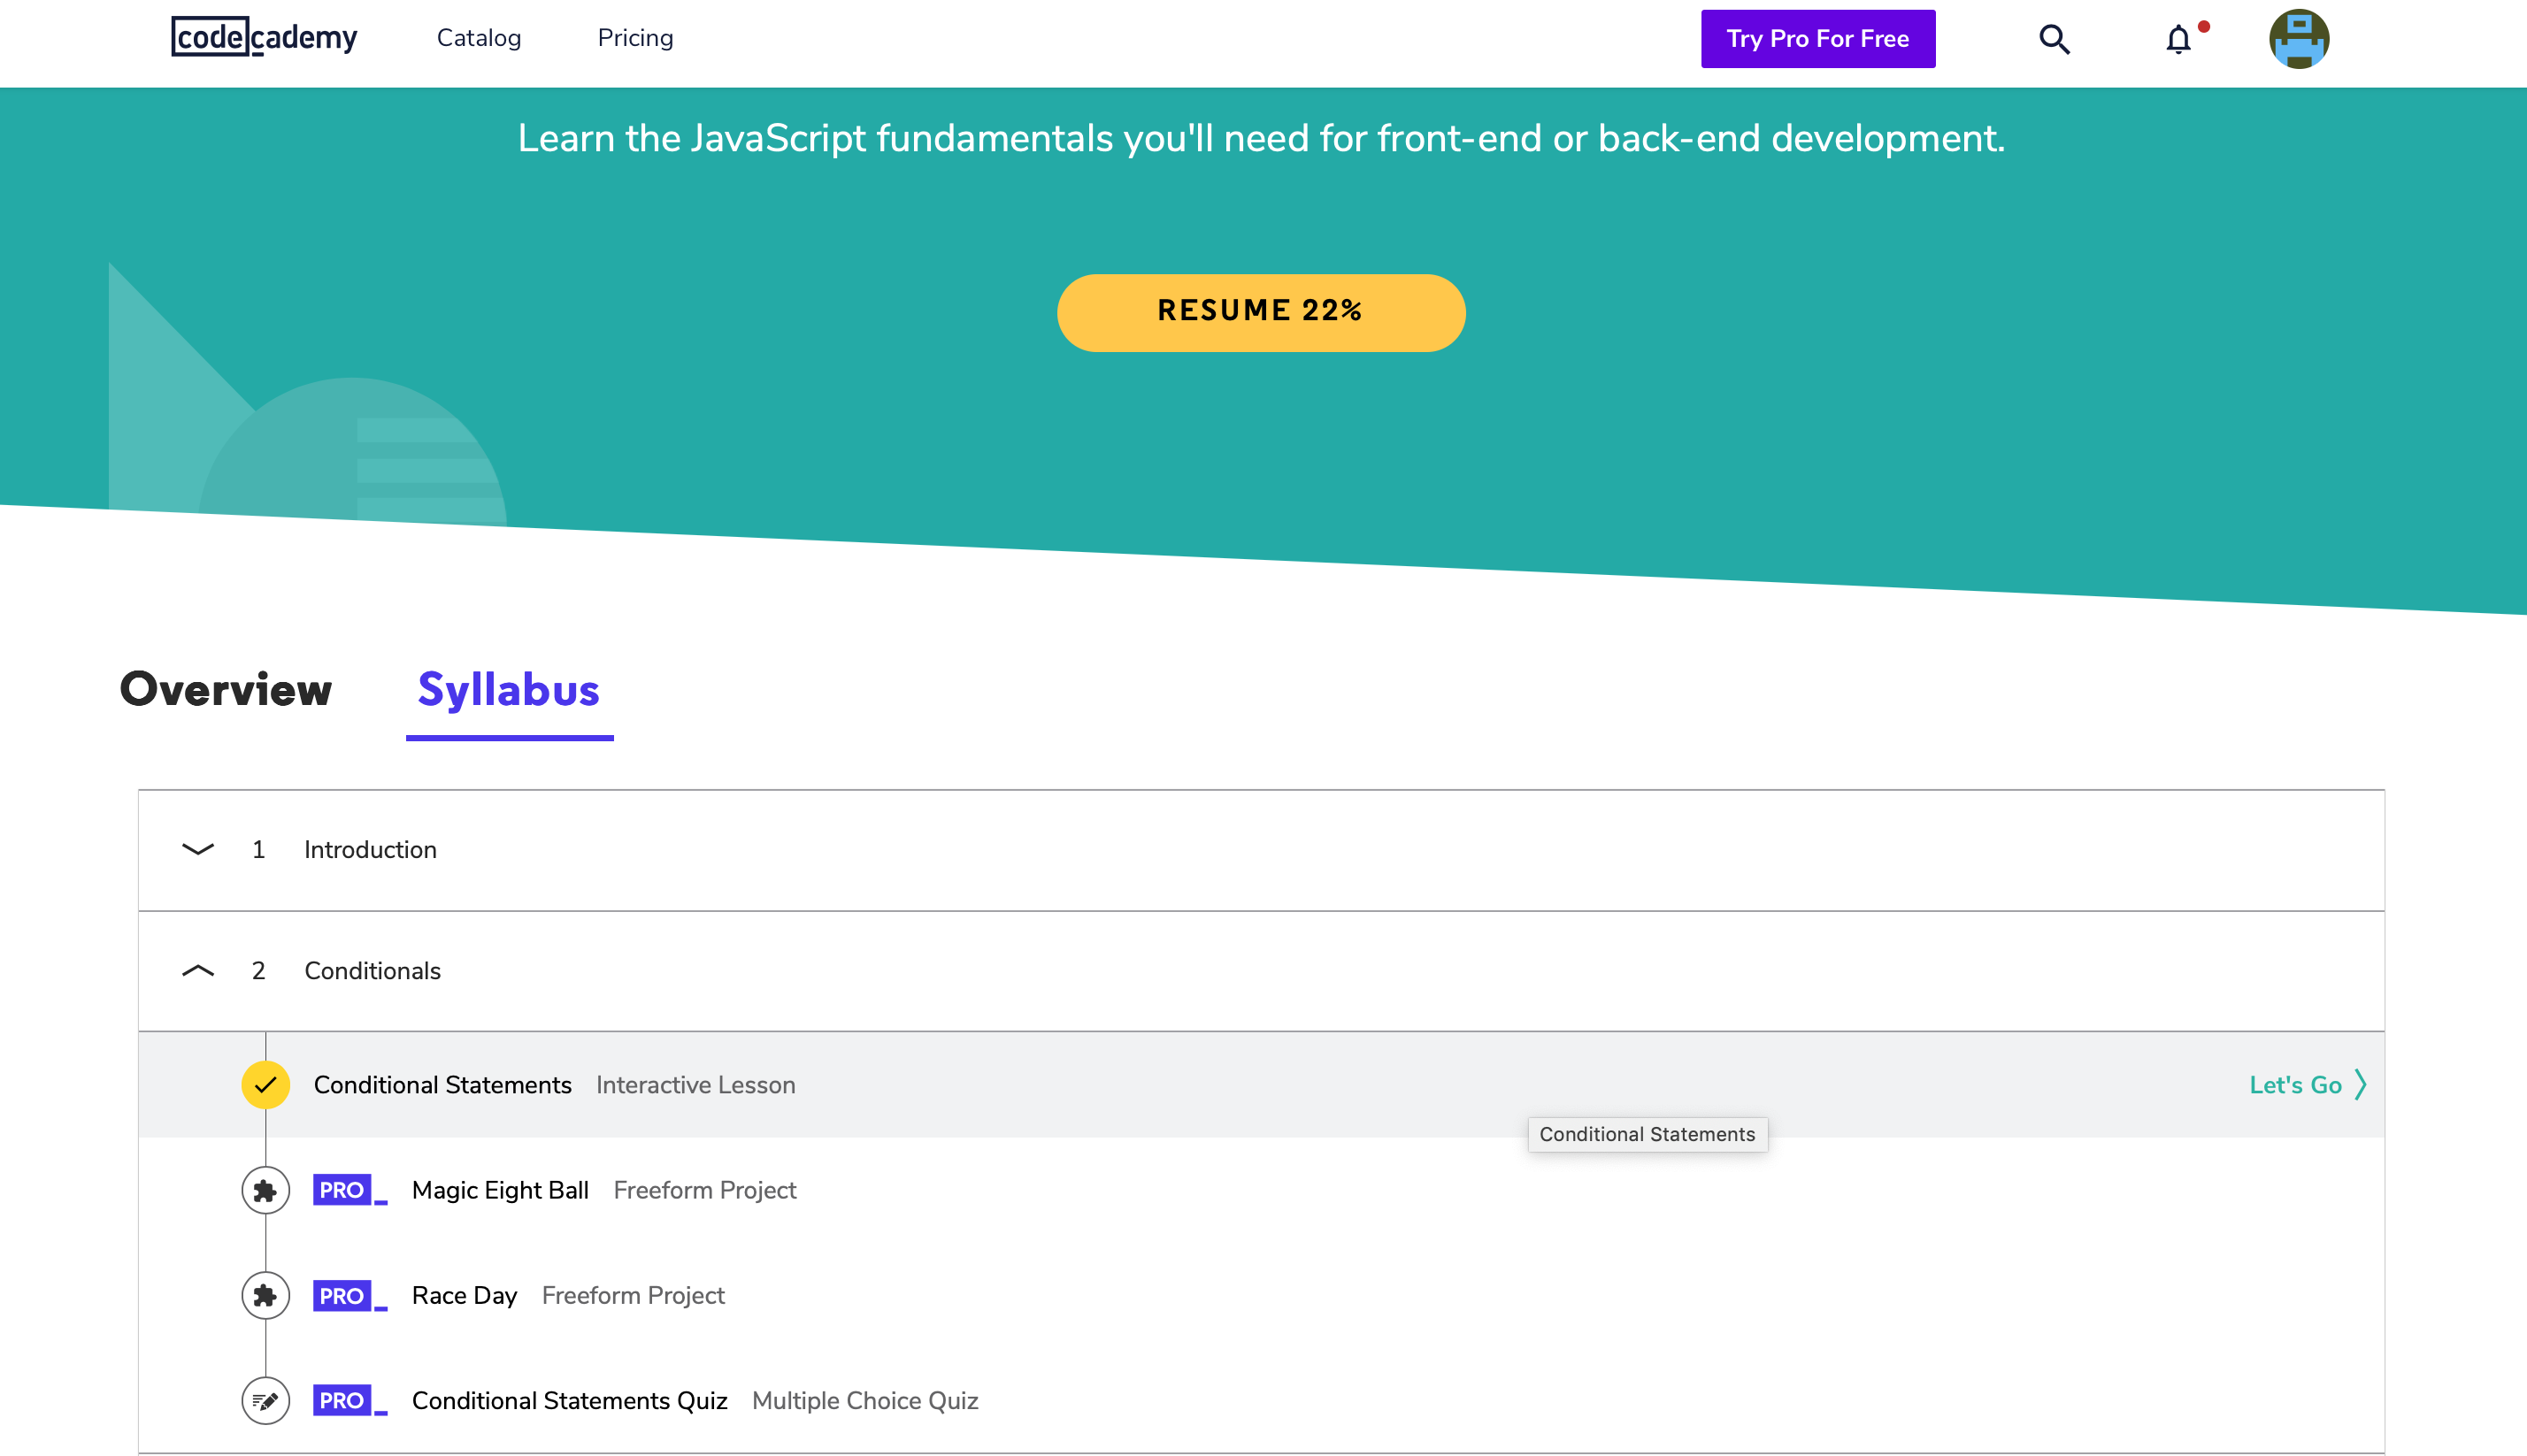 codecademy Catalog Pricing Try Pro For Free
Learn the JavaScript fundamentals you'll need for front-end or back-end development.
RESUME 22%
Overview Syllabus
1 Introduction
2 Conditionals
Conditional Statements Interactive Lesson Let's Go
Conditional Statements
PRO Magic Eight Ball Freeform Project
PRO Race Day Freeform Project
PRO Conditional Statements Quiz Multiple Choice Quiz